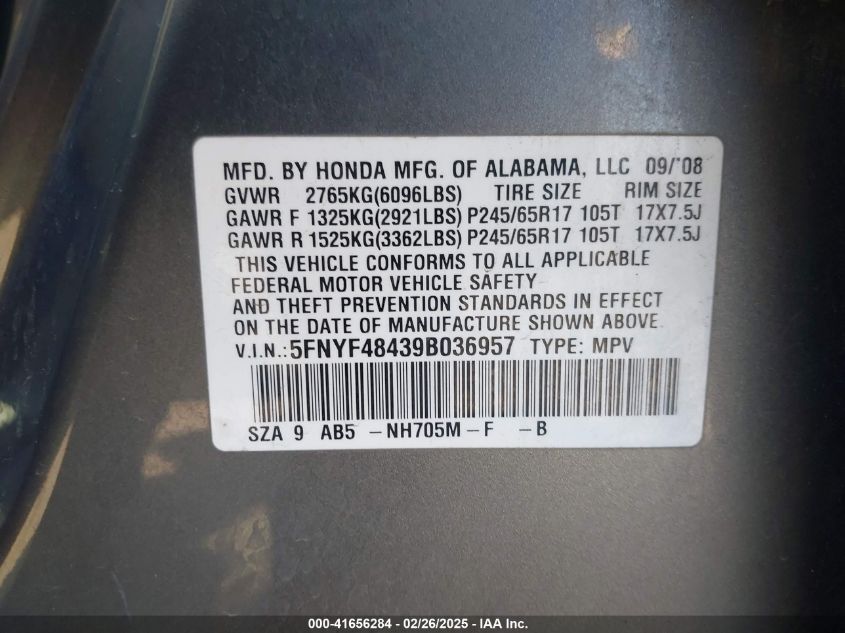 MFD. BY HONDA MFG. OF ALABAMA, LLC 09/'08
GVWR 2765KG(6096LBS) TIRE SIZE RIM SIZE
GAWR F 1325KG(2921LBS) P245/65R17 105T 17X7.5J
GAWR R 1525KG(3362LBS) P245/65R17 105T 17X7.5J
THIS VEHICLE CONFORMS TO ALL APPLICABLE
FEDERAL MOTOR VEHICLE SAFETY
AND THEFT PREVENTION STANDARDS IN EFFECT
ON THE DATE OF MANUFACTURE SHOWN ABOVE.
V.I.N.:5FNYF48439B036957 TYPE: MPV
SZA 9 AB5 -NH705M-F -B
000-41656284 - 02/26/2025 - IAA Inc.